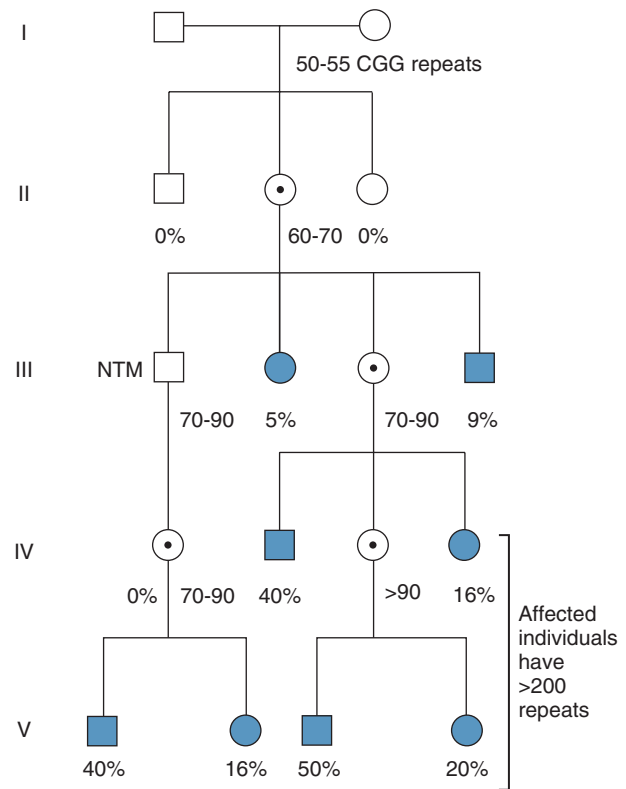 I
50-55 CGG repeats
II
0%
60-70
0%
III
NTM
70-90
5%
70-90
9%
IV
0%
70-90
40%
>90
16%
Affected
individuals
have
>200
repeats
V
40%
16%
50%
20%